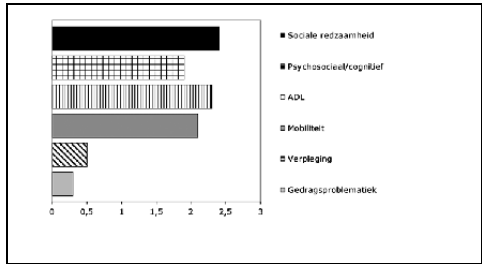 Sociale redzaamheid
Psychosociaal/cognitief
ADL
Mobiliteit
Verpleging
Gedragsproblematiek
0 0,5 1 1,5 2 2,5 3